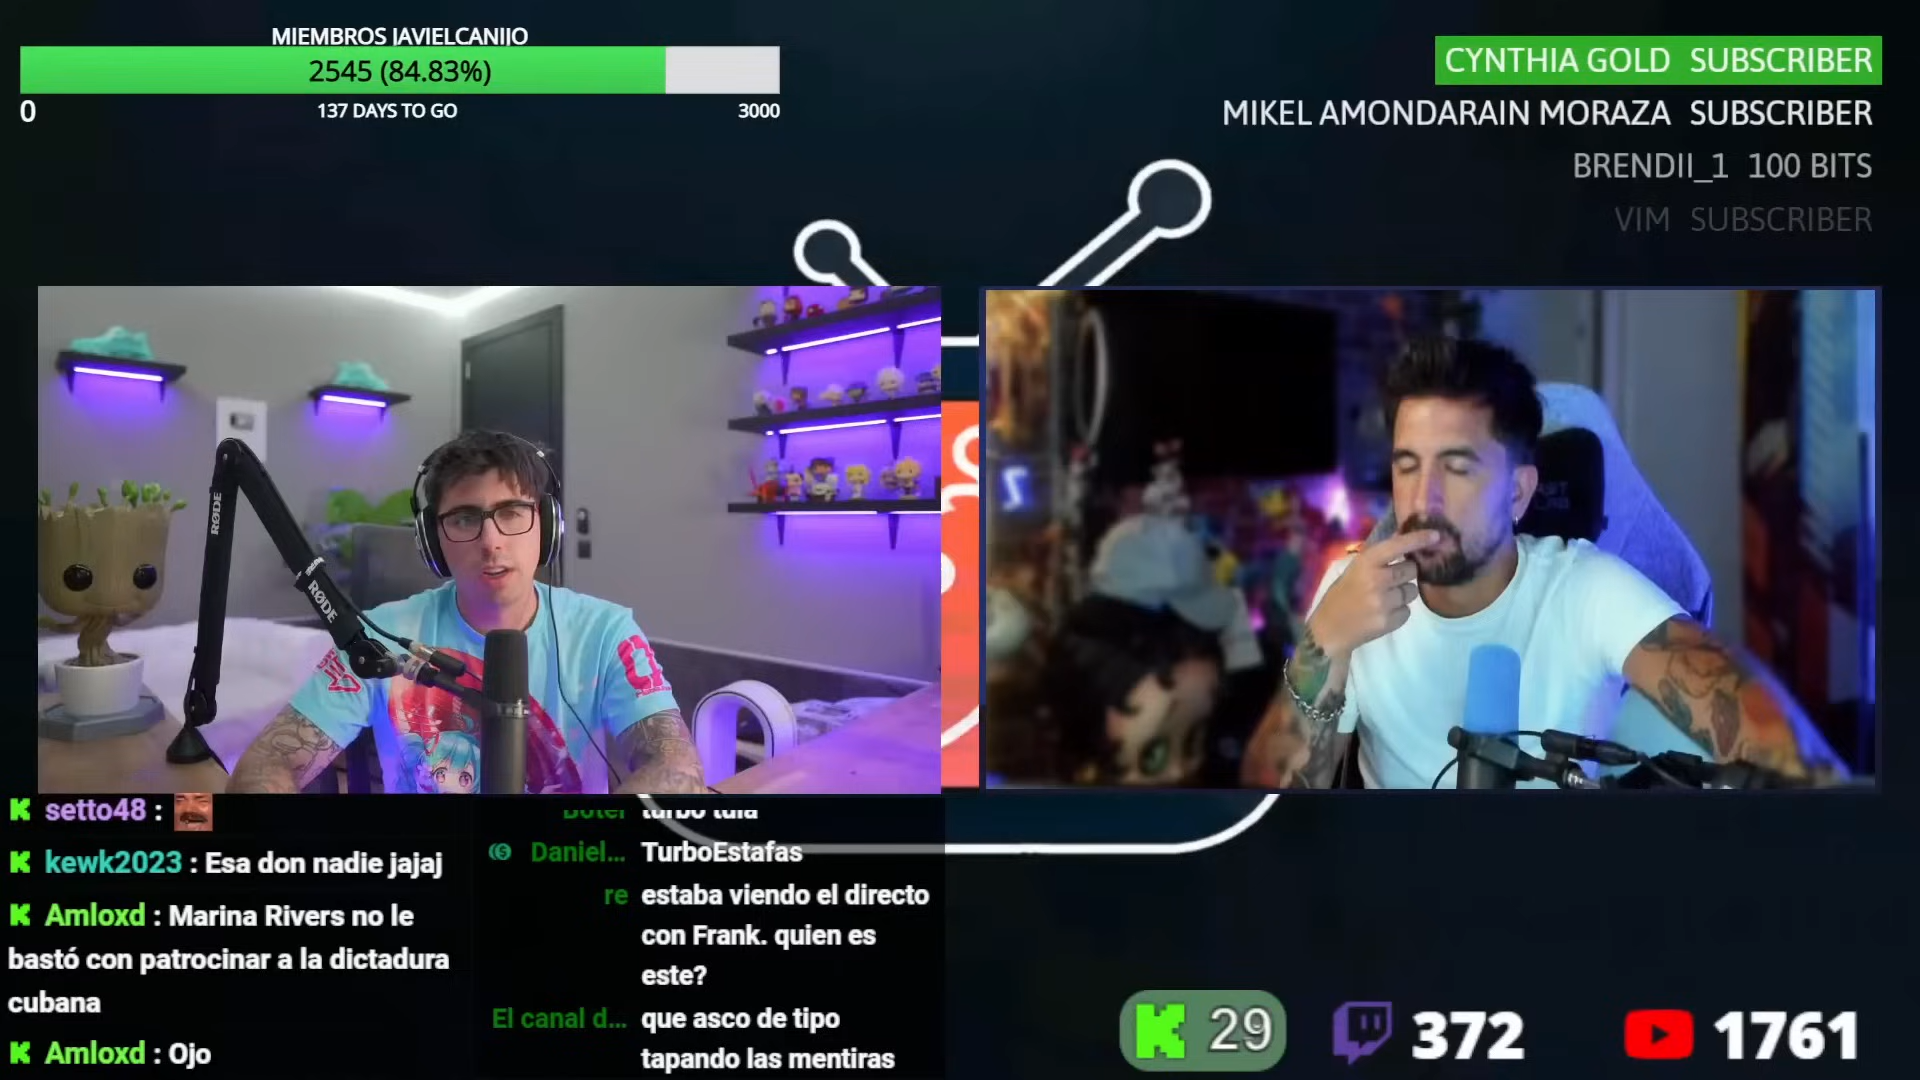 MIEMBROS JAVIELCANIJO
2545 (84.83%)
0
137 DAYS TO GO
3000
CYNTHIA GOLD SUBSCRIBER
MIKEL AMONDARAIN MORAZA SUBSCRIBER
BRENDII_1 100 BITS
VIM SUBSCRIBER
RØDE
RØDE
setto48 :
kewk2023 : Esa don nadie jajaj
Amloxd : Marina Rivers no le
bastó con patrocinar a la dictadura
cubana
Amloxd : Ojo
turbo tula
Daniel... TurboEstafas
re estaba viendo el directo
con Frank. quien es
este?
El canal d... que asco de tipo
tapando las mentiras
29
372
1761